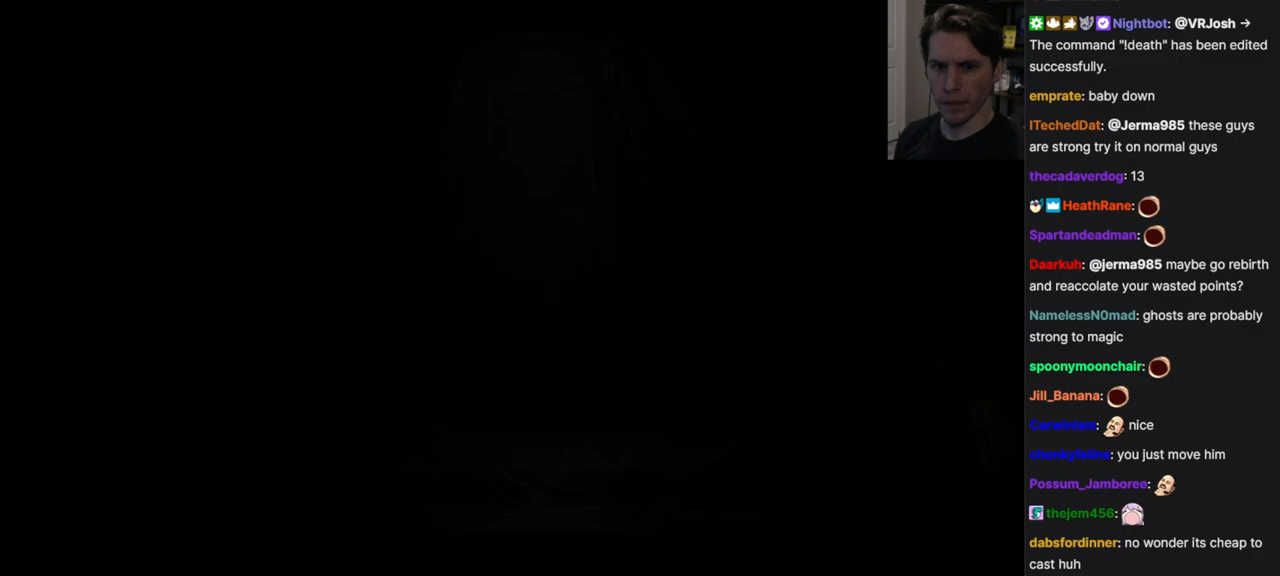 Nightbot: @VRJosh →
The command "!death" has been edited
successfully.
emprate: baby down
ITechedDat: @Jerma985 these guys
are strong try it on normal guys
thecadaverdog: 13
HeathRane:
Spartandeadman:
Daarkuh: @jerma985 maybe go rebirth
and reaccolate your wasted points?
NamelessN0mad: ghosts are probably
strong to magic
spoonymoonchair:
Jill_Banana:
Corwinism: nice
chonkyfeline: you just move him
Possum_Jamboree:
thejem456:
dabsfordinner: no wonder its cheap to
cast huh